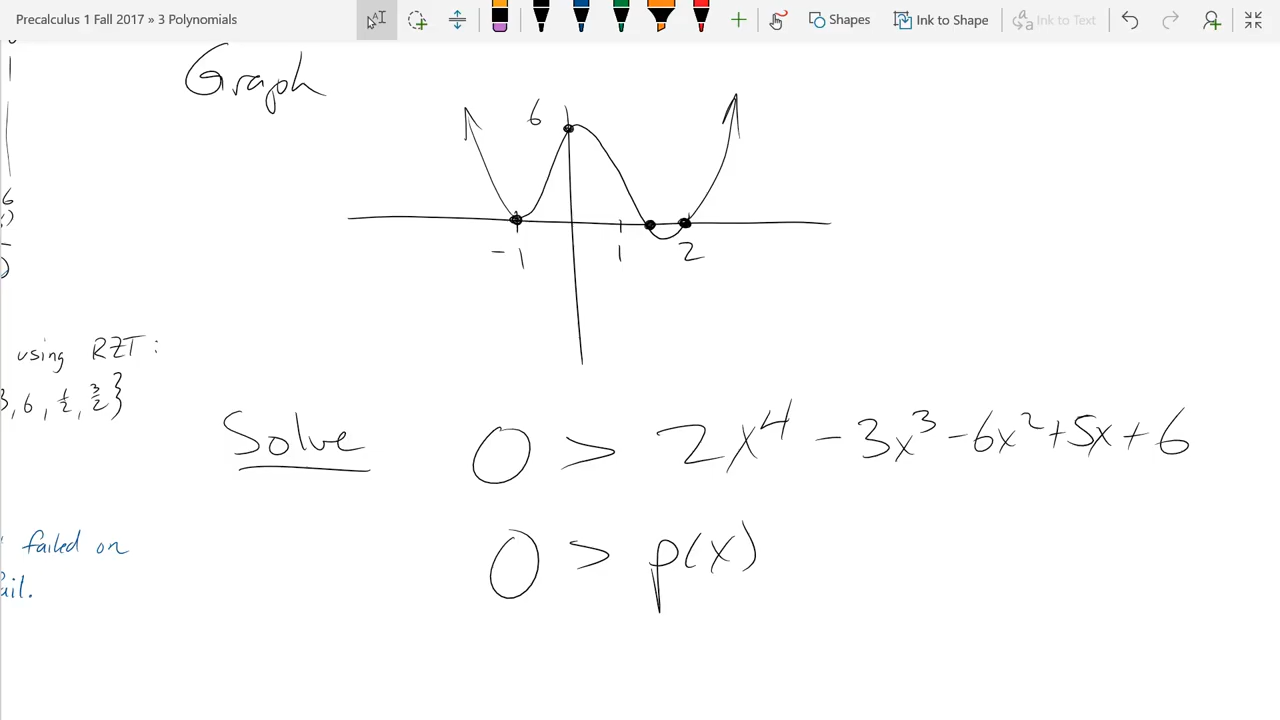 Precalculus 1 Fall 2017 » 3 Polynomials
Shapes
Ink to Shape
Ink to Text
Graph
6
-1
1
2
using RZT:
3, 6, 1/2, 3/2}
Solve
0 > 2x⁴ - 3x³ - 6x² + 5x + 6
0 > p(x)
failed on